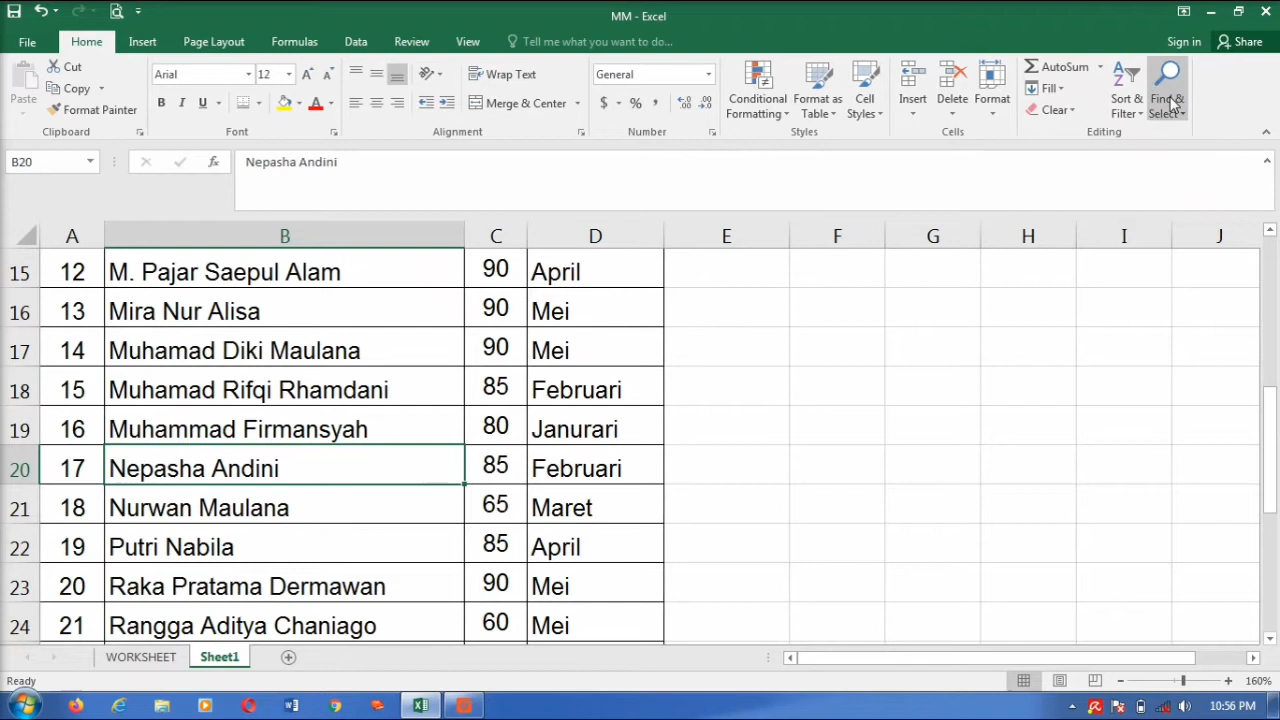 MM - Excel
File Home Insert Page Layout Formulas Data Review View Tell me what you want to do... Sign in Share
Paste
Cut
Copy
Format Painter
Clipboard
Arial 12
B I U
Font
Wrap Text
Merge & Center
Alignment
General
$ % ,
Number
Conditional Formatting
Format as Table
Cell Styles
Styles
Insert Delete Format
Cells
AutoSum
Fill
Clear
Sort & Filter
Find & Select
Editing
B20 fx Nepasha Andini
A B C D E F G H I J
15 12 M. Pajar Saepul Alam 90 April
16 13 Mira Nur Alisa 90 Mei
17 14 Muhamad Diki Maulana 90 Mei
18 15 Muhamad Rifqi Rhamdani 85 Februari
19 16 Muhammad Firmansyah 80 Janurari
20 17 Nepasha Andini 85 Februari
21 18 Nurwan Maulana 65 Maret
22 19 Putri Nabila 85 April
23 20 Raka Pratama Dermawan 90 Mei
24 21 Rangga Aditya Chaniago 60 Mei
WORKSHEET Sheet1
Ready 160%
10:56 PM